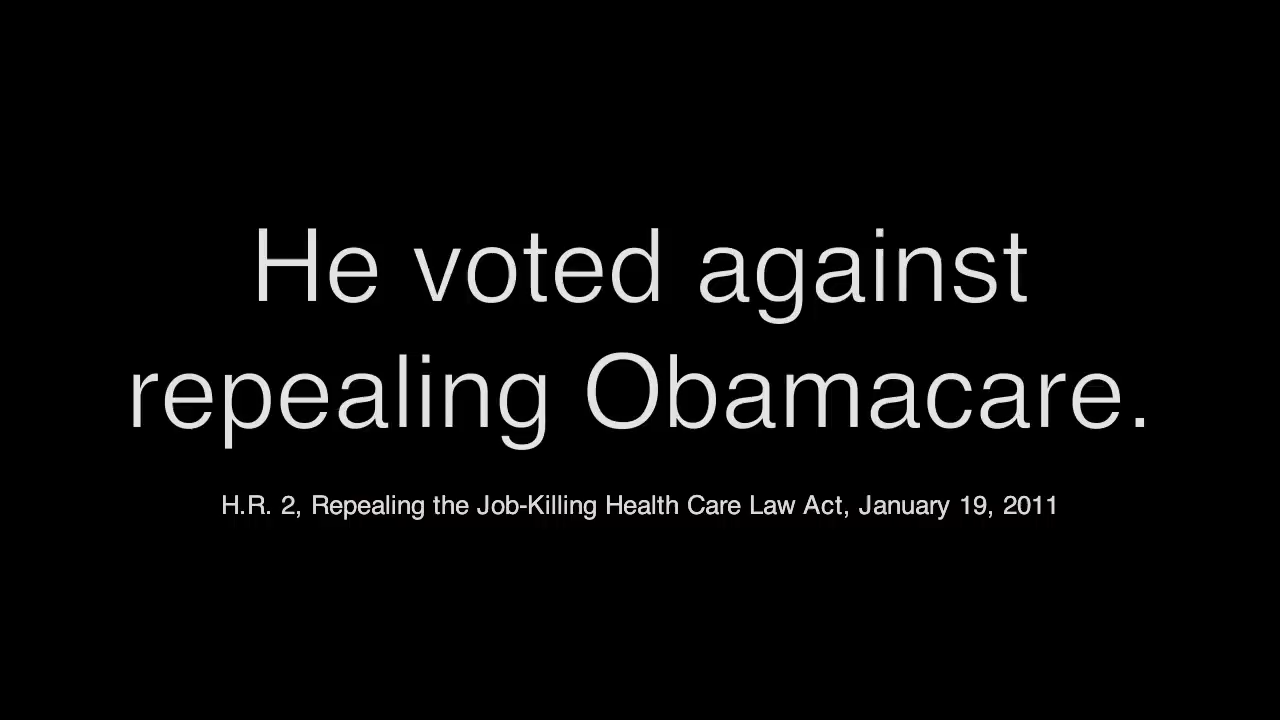 He voted against
repealing Obamacare.
H.R. 2, Repealing the Job-Killing Health Care Law Act, January 19, 2011